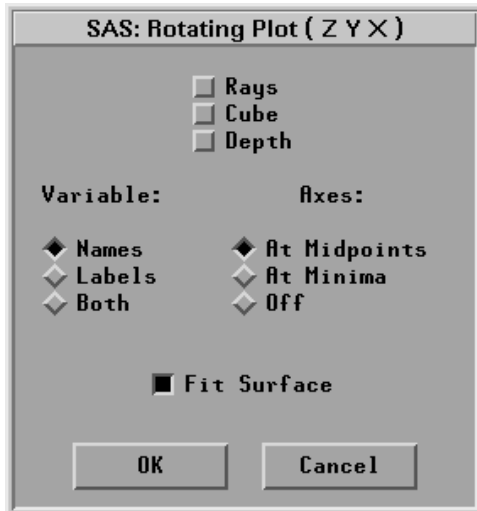 SAS: Rotating Plot ( Z Y X )
Rays
Cube
Depth
Variable: Axes:
Names At Midpoints
Labels At Minima
Both Off
Fit Surface
OK Cancel